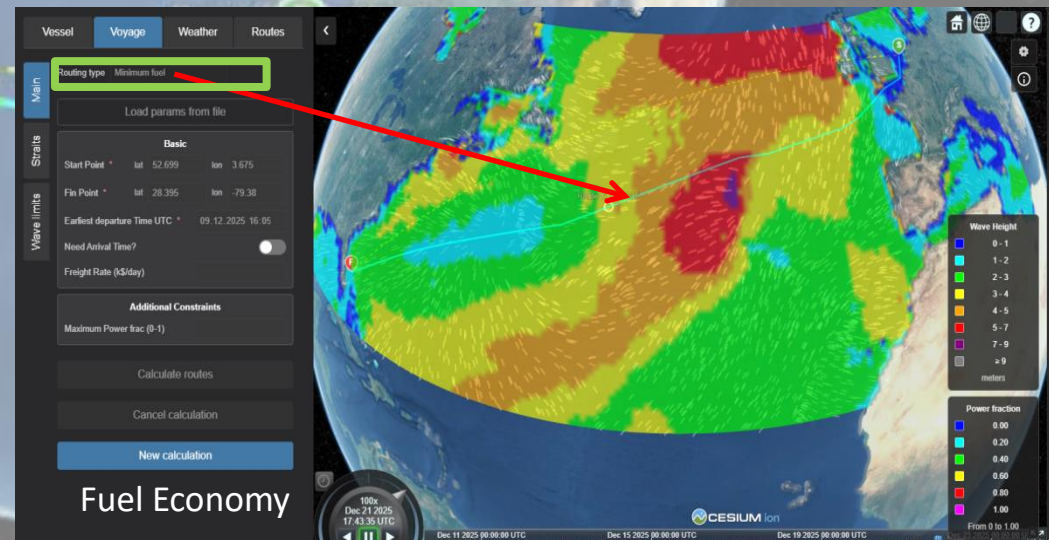 Vessel Voyage Weather Routes
Main
Straits
Wave limits
Routing type Minimum fuel
Load params from file
Basic
Start Point * lat 52.699 lon 3.675
Fin Point * lat 28.395 lon -79.38
Earliest departure Time UTC * 09.12.2025 16:05
Need Arrival Time?
Freight Rate (k$/day)
Additional Constraints
Maximum Power frac (0-1)
Calculate routes
Cancel calculation
New calculation
Fuel Economy
S
F
?
Wave Height
0 - 1
1 - 2
2 - 3
3 - 4
4 - 5
5 - 7
7 - 9
≥ 9
meters
Power fraction
0.00
0.20
0.40
0.60
0.80
1.00
From 0 to 1.00
100x
Dec 21 2025
17:43:35 UTC
CESIUM ion
Dec 11 2025 00:00:00 UTC Dec 15 2025 00:00:00 UTC Dec 19 2025 00:00:00 UTC